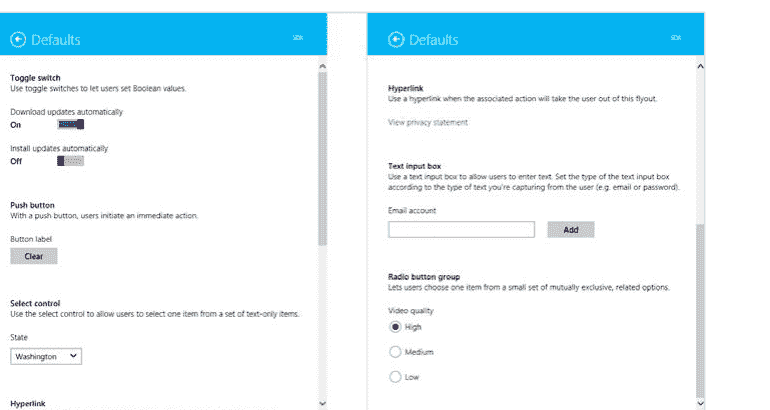 Defaults
SDK
Toggle switch
Use toggle switches to let users set Boolean values.
Download updates automatically
On
Install updates automatically
Off
Push button
With a push button, users initiate an immediate action.
Button label
Clear
Select control
Use the select control to allow users to select one item from a set of text-only items.
State
Washington
Hyperlink
Defaults
SDK
Hyperlink
Use a hyperlink when the associated action will take the user out of this flyout.
View privacy statement
Text input box
Use a text input box to allow users to enter text. Set the type of the text input box
according to the type of text you're capturing from the user (e.g. email or password).
Email account
Add
Radio button group
Lets users choose one item from a small set of mutually exclusive, related options.
Video quality
High
Medium
Low